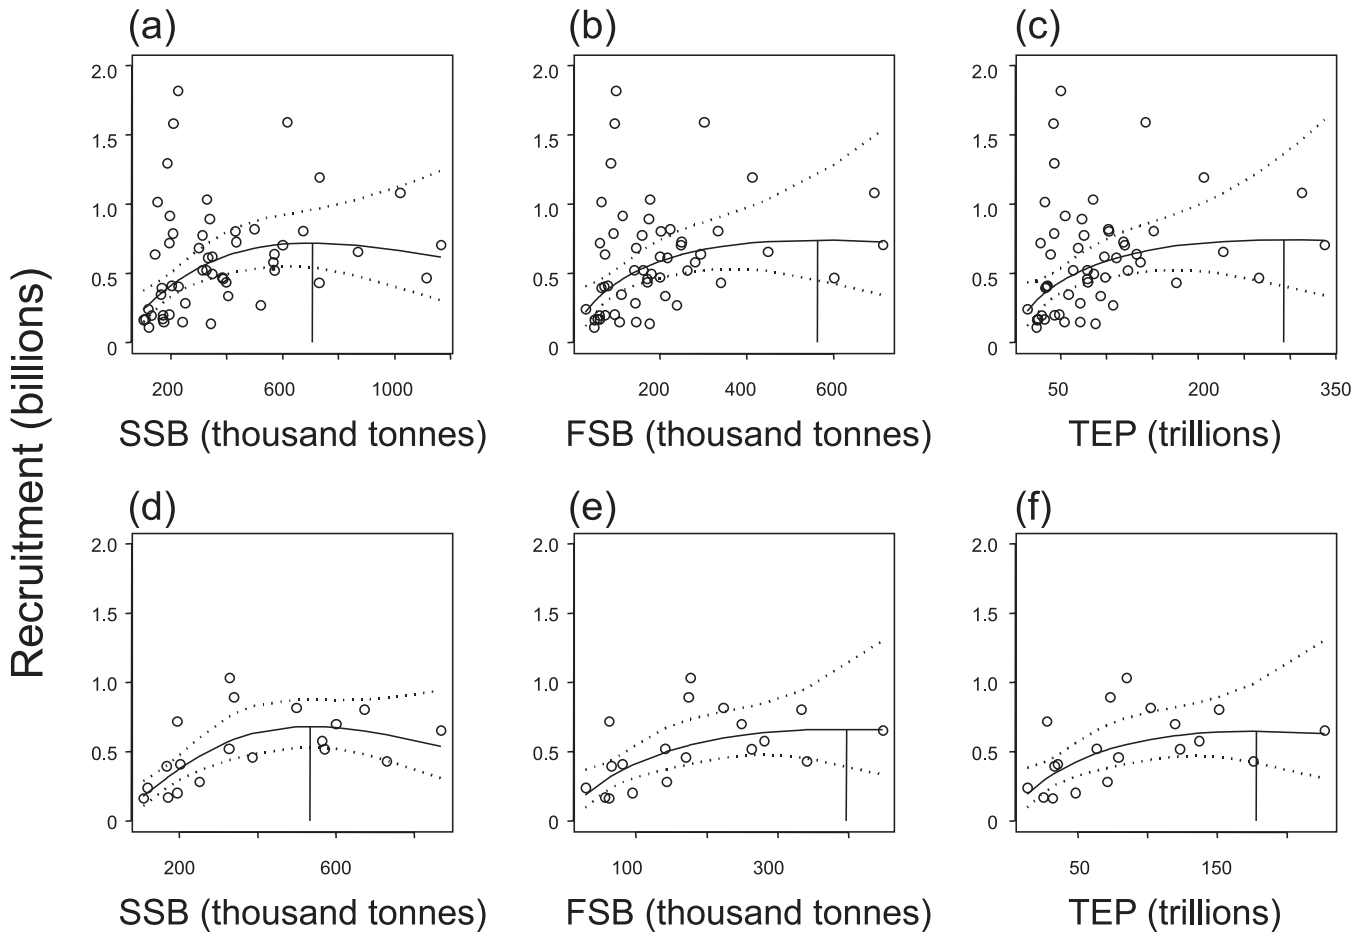 (a) (b) (c)
2.0 2.0 2.0
1.5 1.5 1.5
1.0 1.0 1.0
0.5 0.5 0.5
0 0 0
200 600 1000 200 400 600 50 200 350
SSB (thousand tonnes) FSB (thousand tonnes) TEP (trillions)
Recruitment (billions)
(d) (e) (f)
2.0 2.0 2.0
1.5 1.5 1.5
1.0 1.0 1.0
0.5 0.5 0.5
0 0 0
200 600 100 300 50 150
SSB (thousand tonnes) FSB (thousand tonnes) TEP (trillions)